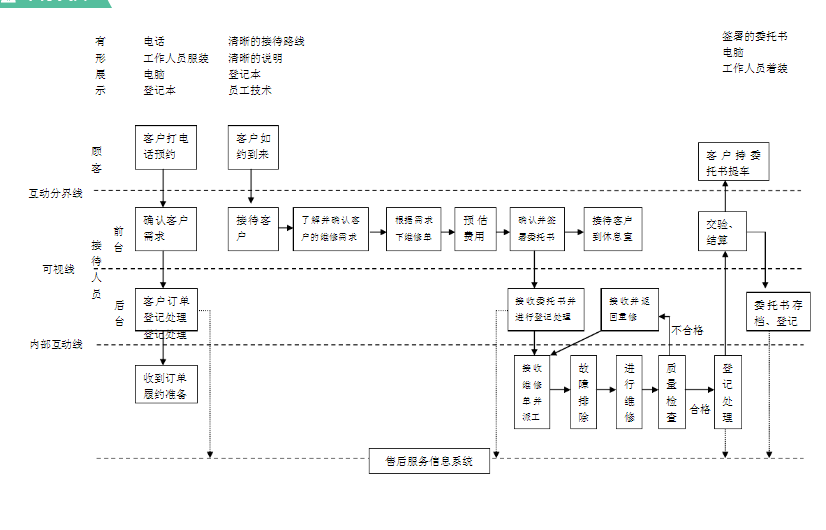 有 电话 清晰的接待路线
形 工作人员服装 清晰的说明
展 电脑 登记本
示 登记本 员工技术
签署的委托书
电脑
工作人员着装
顾
客
客户打电
话预约
客户如
约到来
客户持委
托书提车
互动分界线
接
待
人
员
前
台
确认客户
需求
接待客
户
了解并确认客
户的维修需求
根据需求
下维修单
预估
费用
确认并签
署委托书
接待客户
到休息室
交验、
结算
可视线
后
台
客户订单
登记处理
登记处理
接收委托书并
进行登记处理
接收并返
回重修
委托书存
档、登记
不合格
内部互动线
收到订单
履约准备
接收
维修
单并
派工
故
障
排
除
进
行
维
修
质
量
检
查
合格
登
记
处
理
售后服务信息系统